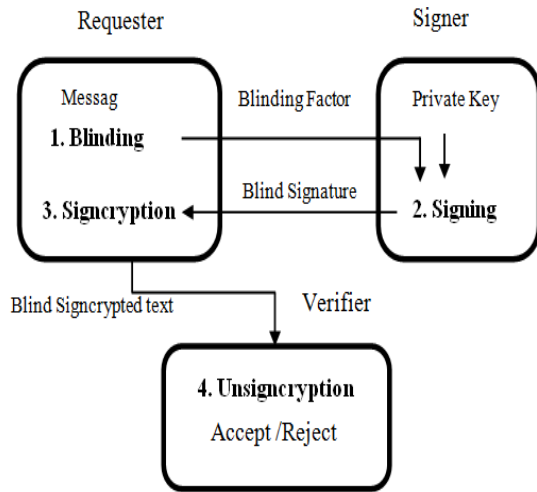 Requester
Signer
Messag
Blinding Factor
Private Key
1. Blinding
Blind Signature
3. Signcryption
2. Signing
Blind Signcrypted text
Verifier
4. Unsigncryption
Accept /Reject